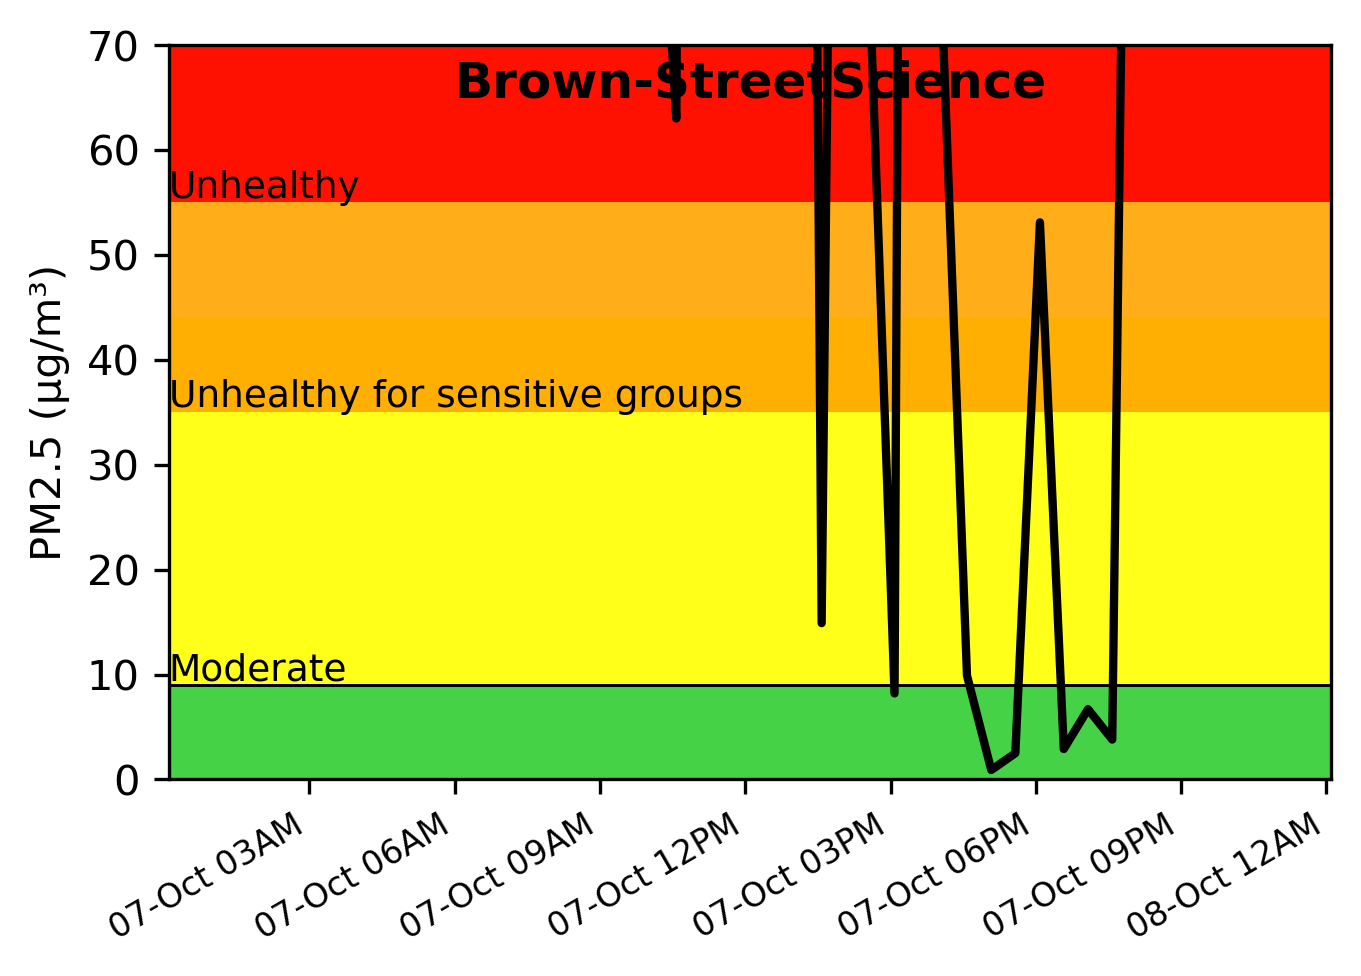 Brown-StreetScience
PM2.5 (µg/m³)
70
60
50
40
30
20
10
0
Unhealthy
Unhealthy for sensitive groups
Moderate
07-Oct 03AM
07-Oct 06AM
07-Oct 09AM
07-Oct 12PM
07-Oct 03PM
07-Oct 06PM
07-Oct 09PM
08-Oct 12AM